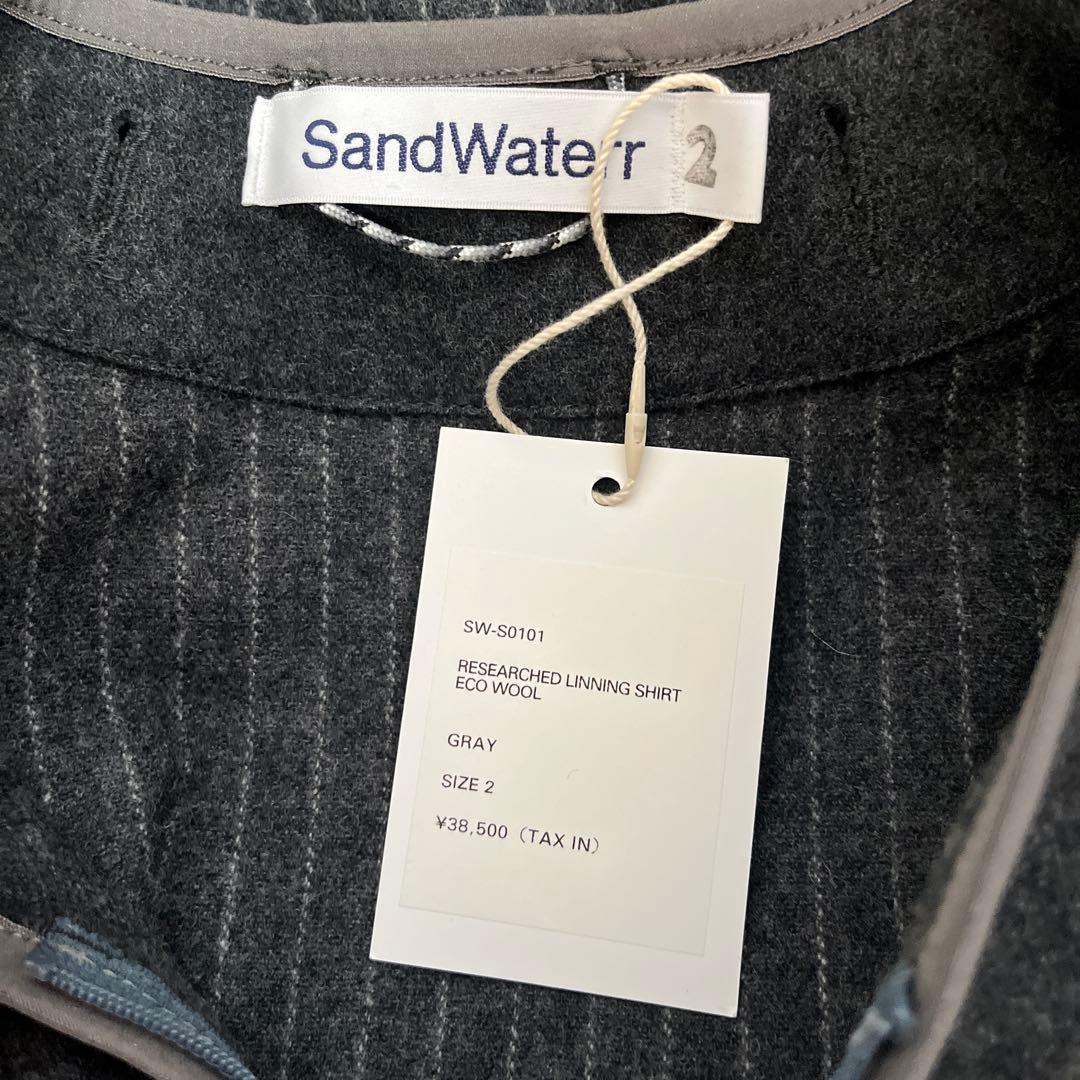 SandWaterr 2
SW-S0101
RESEARCHED LINNING SHIRT
ECO WOOL
GRAY
SIZE 2
¥38,500 (TAX IN)